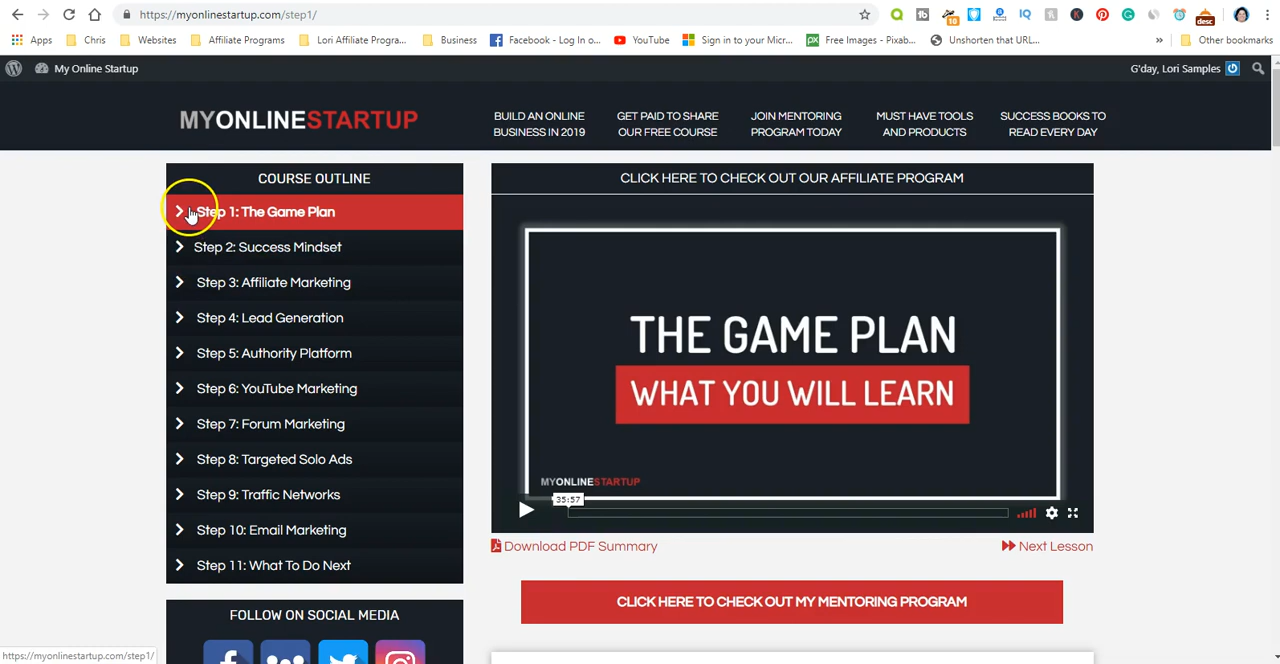 https://myonlinestartup.com/step1/
10
IQ
desc
Apps
Chris
Websites
Affiliate Programs
Lori Affiliate Progra...
Business
Facebook - Log In o...
YouTube
Sign in to your Micr...
Free Images - Pixab...
Unshorten that URL...
»
Other bookmarks
My Online Startup
G'day, Lori Samples
MYONLINESTARTUP
BUILD AN ONLINE
BUSINESS IN 2019
GET PAID TO SHARE
OUR FREE COURSE
JOIN MENTORING
PROGRAM TODAY
MUST HAVE TOOLS
AND PRODUCTS
SUCCESS BOOKS TO
READ EVERY DAY
COURSE OUTLINE
Step 1: The Game Plan
Step 2: Success Mindset
Step 3: Affiliate Marketing
Step 4: Lead Generation
Step 5: Authority Platform
Step 6: YouTube Marketing
Step 7: Forum Marketing
Step 8: Targeted Solo Ads
Step 9: Traffic Networks
Step 10: Email Marketing
Step 11: What To Do Next
FOLLOW ON SOCIAL MEDIA
CLICK HERE TO CHECK OUT OUR AFFILIATE PROGRAM
THE GAME PLAN
WHAT YOU WILL LEARN
MYONLINESTARTUP
35:57
Download PDF Summary
Next Lesson
CLICK HERE TO CHECK OUT MY MENTORING PROGRAM
https://myonlinestartup.com/step1/